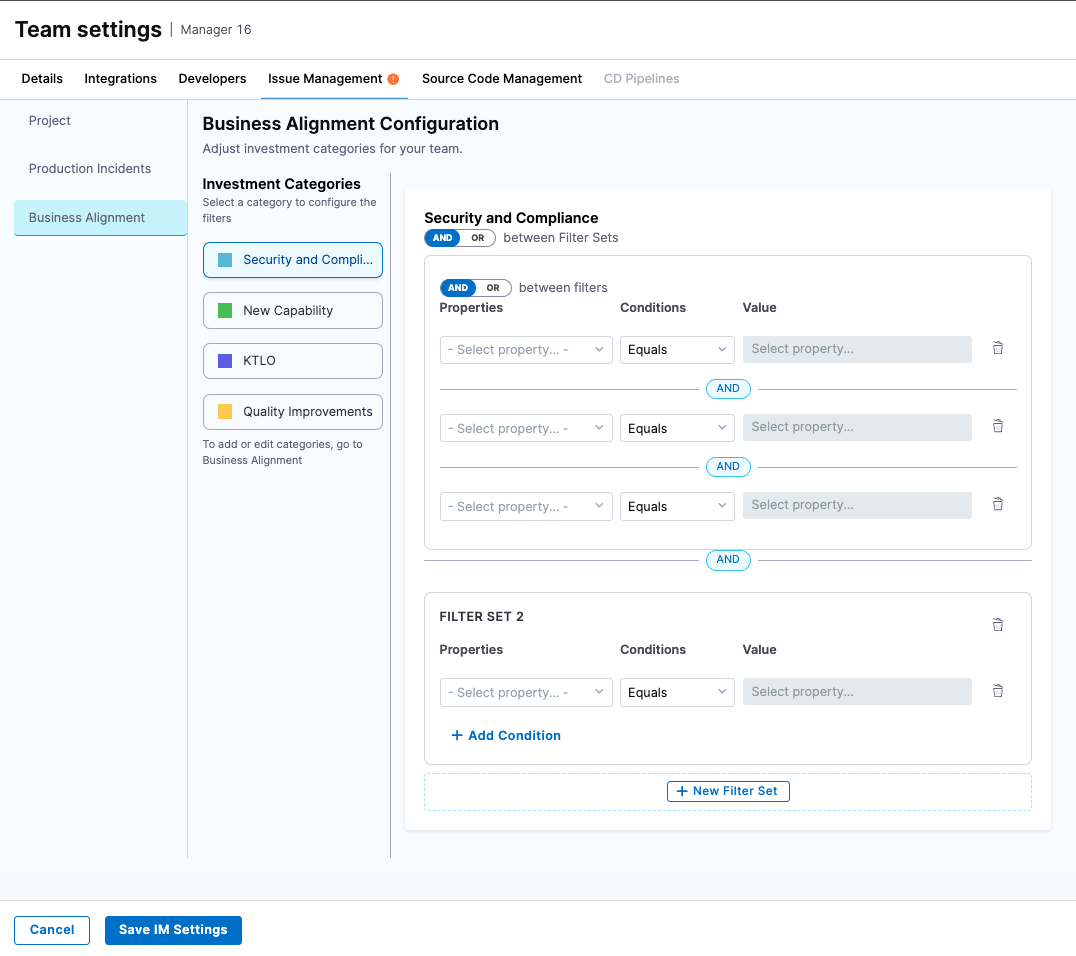 Team settings | Manager 16
Details Integrations Developers Issue Management ! Source Code Management CD Pipelines
Project
Production Incidents
Business Alignment
Business Alignment Configuration
Adjust investment categories for your team.
Investment Categories
Select a category to configure the
filters
Security and Compli...
New Capability
KTLO
Quality Improvements
To add or edit categories, go to
Business Alignment
Security and Compliance
AND OR between Filter Sets
AND OR between filters
Properties Conditions Value
- Select property... - Equals Select property...
AND
- Select property... - Equals Select property...
AND
- Select property... - Equals Select property...
AND
FILTER SET 2
Properties Conditions Value
- Select property... - Equals Select property...
+ Add Condition
+ New Filter Set
Cancel Save IM Settings